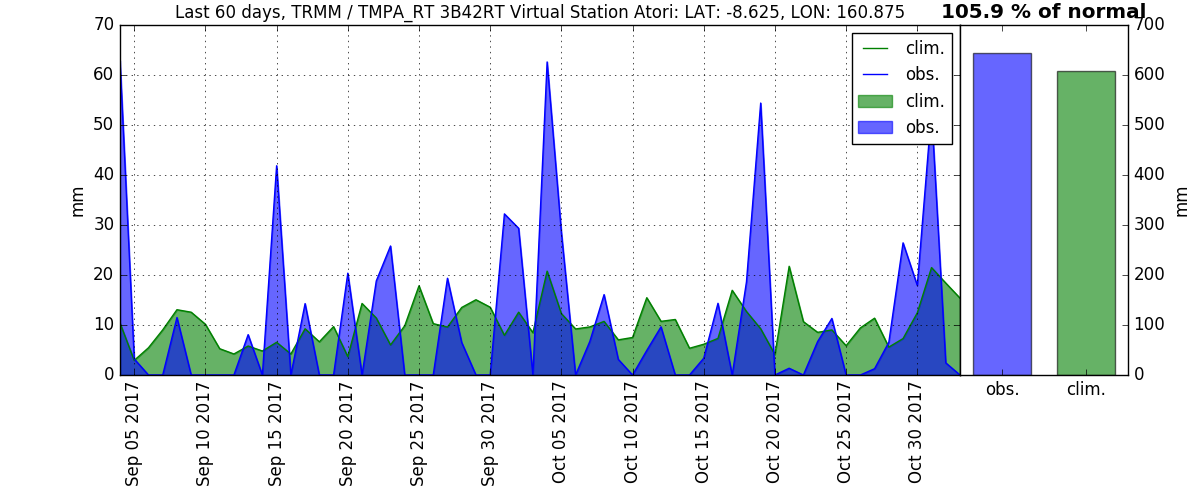 Last 60 days, TRMM / TMPA_RT 3B42RT Virtual Station Atori: LAT: -8.625, LON: 160.875
105.9 % of normal
70
60
50
40
30
20
10
0
mm
clim.
obs.
clim.
obs.
700
600
500
400
300
200
100
0
mm
Sep 05 2017
Sep 10 2017
Sep 15 2017
Sep 20 2017
Sep 25 2017
Sep 30 2017
Oct 05 2017
Oct 10 2017
Oct 15 2017
Oct 20 2017
Oct 25 2017
Oct 30 2017
obs.
clim.